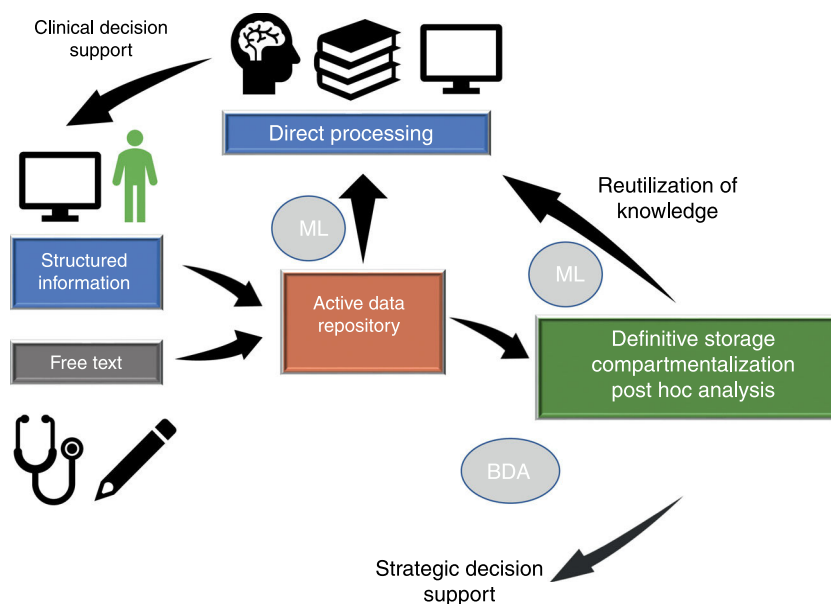 Clinical decision
support
Direct processing
Reutilization of
knowledge
ML
ML
Structured
information
Active data
repository
Free text
Definitive storage
compartmentalization
post hoc analysis
BDA
Strategic decision
support